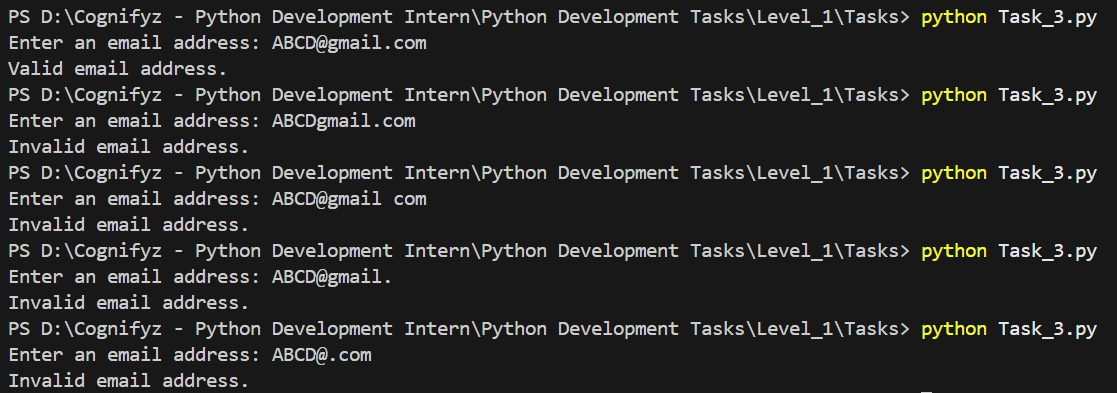 PS D:\Cognifyz - Python Development Intern\Python Development Tasks\Level_1\Tasks> python Task_3.py
Enter an email address: ABCD@gmail.com
Valid email address.
PS D:\Cognifyz - Python Development Intern\Python Development Tasks\Level_1\Tasks> python Task_3.py
Enter an email address: ABCDgmail.com
Invalid email address.
PS D:\Cognifyz - Python Development Intern\Python Development Tasks\Level_1\Tasks> python Task_3.py
Enter an email address: ABCD@gmail com
Invalid email address.
PS D:\Cognifyz - Python Development Intern\Python Development Tasks\Level_1\Tasks> python Task_3.py
Enter an email address: ABCD@gmail.
Invalid email address.
PS D:\Cognifyz - Python Development Intern\Python Development Tasks\Level_1\Tasks> python Task_3.py
Enter an email address: ABCD@.com
Invalid email address.